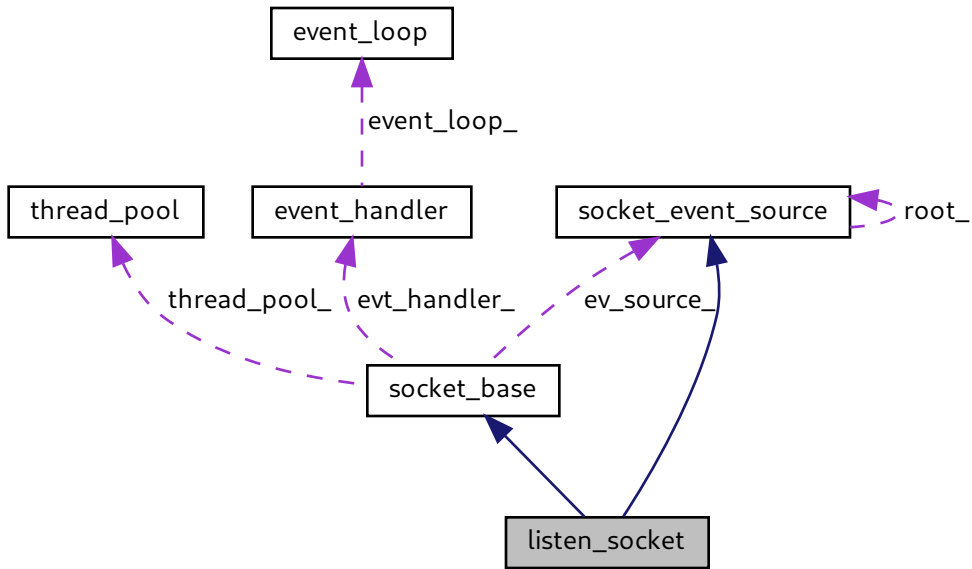 event_loop
event_loop_
thread_pool
event_handler
socket_event_source
root_
thread_pool_
evt_handler_
ev_source_
socket_base
listen_socket